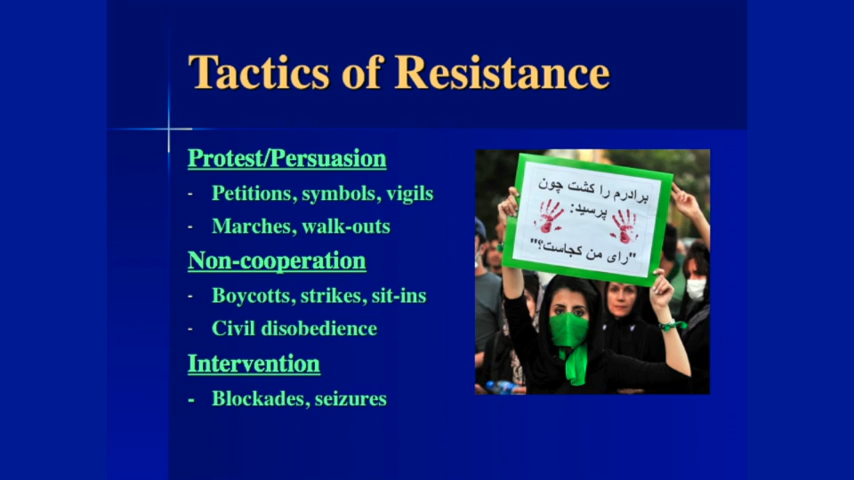 Tactics of Resistance
Protest/Persuasion
- Petitions, symbols, vigils
- Marches, walk-outs
Non-cooperation
- Boycotts, strikes, sit-ins
- Civil disobedience
Intervention
- Blockades, seizures
برادرم را کشت چون
پرسید:
"رای من کجاست؟"